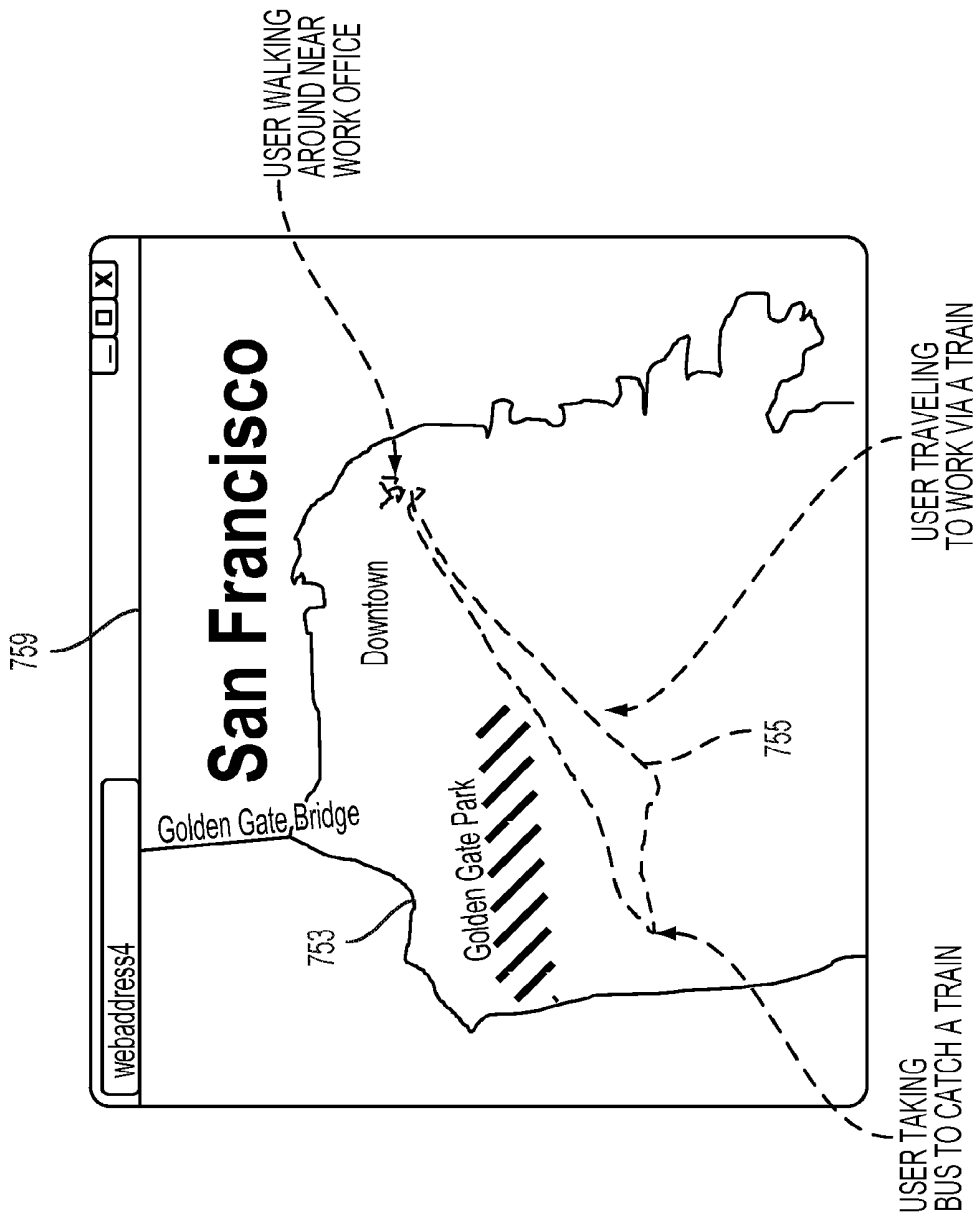 759
webaddress4
_ X
San Francisco
Golden Gate Bridge
753
Downtown
Golden Gate Park
755
USER WALKING
AROUND NEAR
WORK OFFICE
USER TRAVELING
TO WORK VIA A TRAIN
USER TAKING
BUS TO CATCH A TRAIN